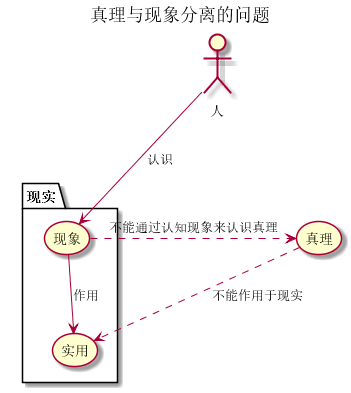 真理与现象分离的问题
人
认识
现实
不能通过认知现象来认识真理
现象
真理
作用
不能作用于现实
实用